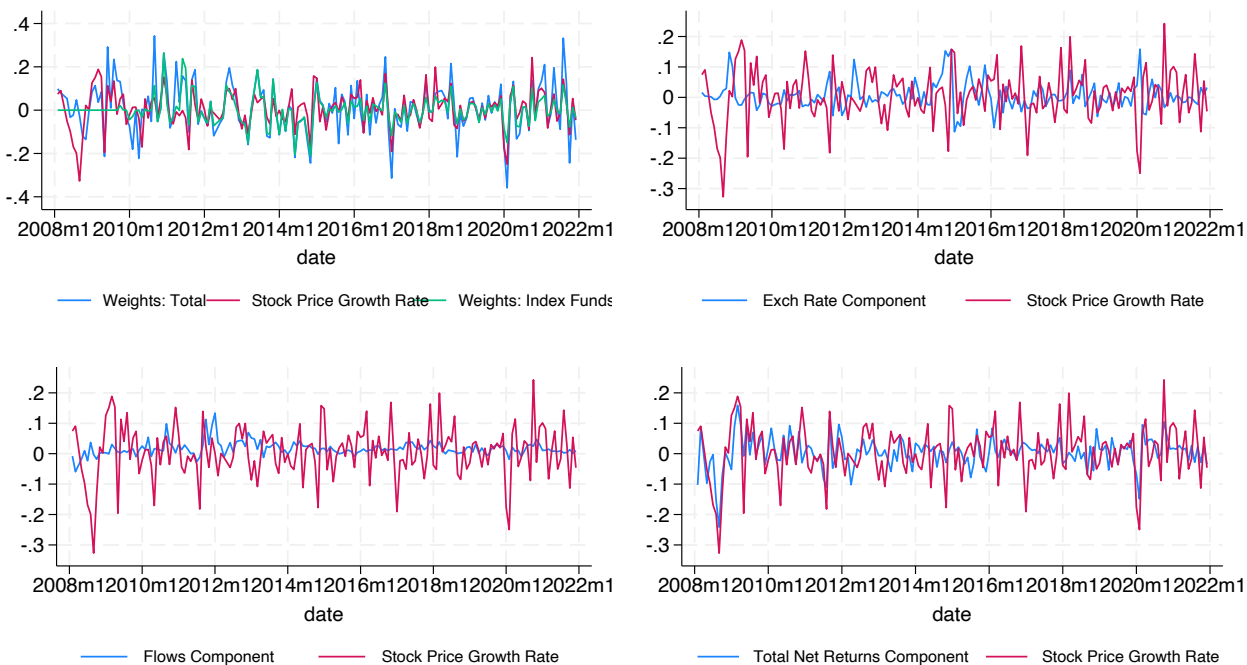 .4
.2
0
-.2
-.4
2008m1 2010m1 2012m1 2014m1 2016m1 2018m1 2020m1 2022m1
date
Weights: Total Stock Price Growth Rate Weights: Index Funds
.2
.1
0
-.1
-.2
-.3
2008m1 2010m1 2012m1 2014m1 2016m1 2018m1 2020m1 2022m1
date
Exch Rate Component Stock Price Growth Rate
.2
.1
0
-.1
-.2
-.3
2008m1 2010m1 2012m1 2014m1 2016m1 2018m1 2020m1 2022m1
date
Flows Component Stock Price Growth Rate
.2
.1
0
-.1
-.2
-.3
2008m1 2010m1 2012m1 2014m1 2016m1 2018m1 2020m1 2022m1
date
Total Net Returns Component Stock Price Growth Rate